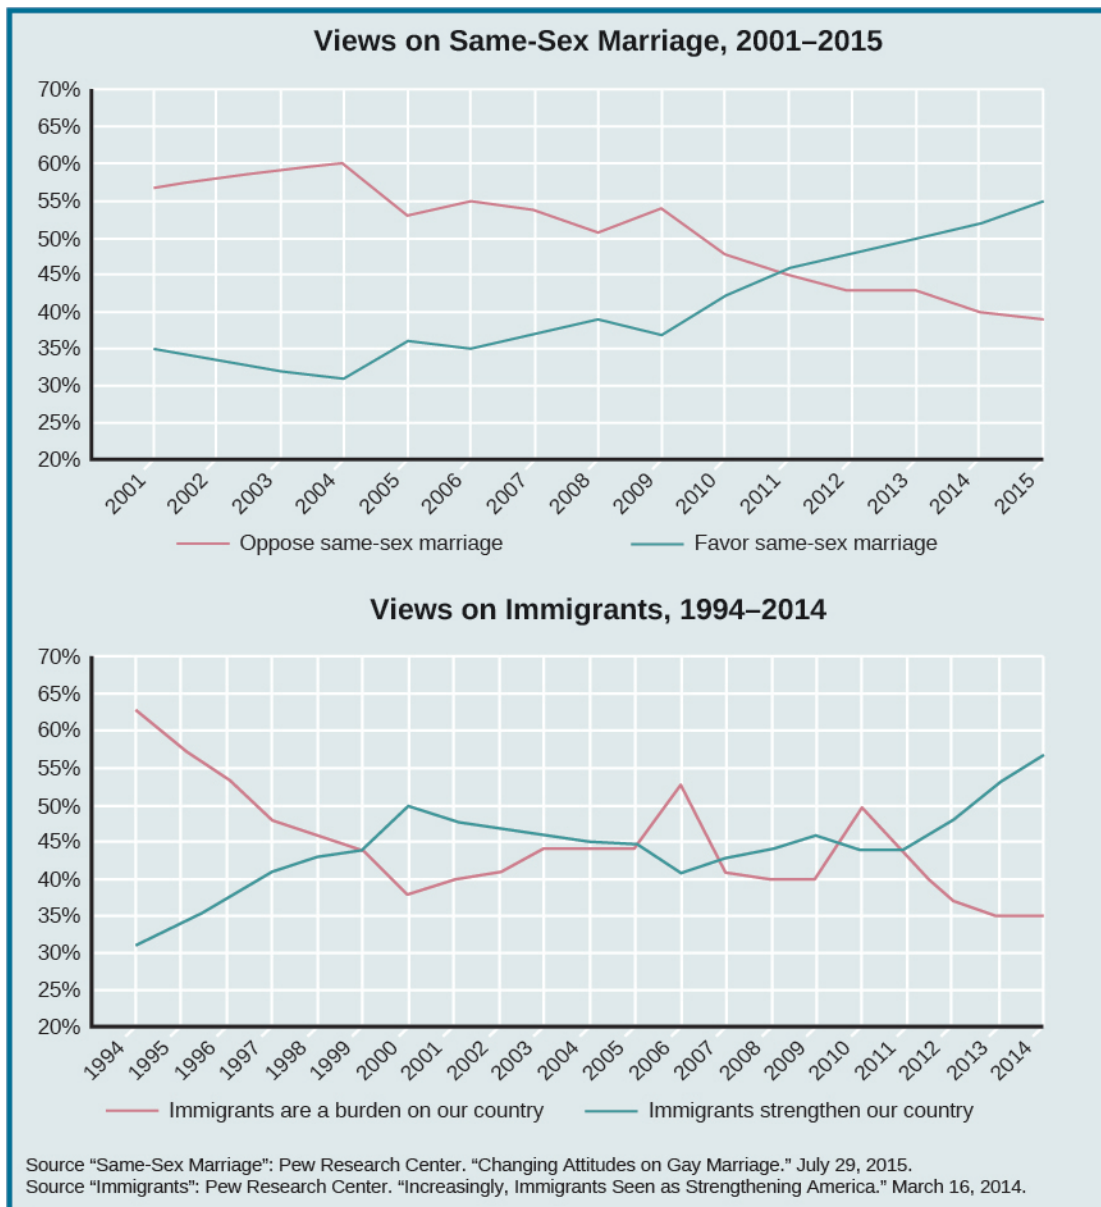 Views on Same-Sex Marriage, 2001–2015
70%
65%
60%
55%
50%
45%
40%
35%
30%
25%
20%
2001 2002 2003 2004 2005 2006 2007 2008 2009 2010 2011 2012 2013 2014 2015
Oppose same-sex marriage Favor same-sex marriage
Views on Immigrants, 1994–2014
70%
65%
60%
55%
50%
45%
40%
35%
30%
25%
20%
1994 1995 1996 1997 1998 1999 2000 2001 2002 2003 2004 2005 2006 2007 2008 2009 2010 2011 2012 2013 2014
Immigrants are a burden on our country Immigrants strengthen our country
Source “Same-Sex Marriage”: Pew Research Center. “Changing Attitudes on Gay Marriage.” July 29, 2015.
Source “Immigrants”: Pew Research Center. “Increasingly, Immigrants Seen as Strengthening America.” March 16, 2014.